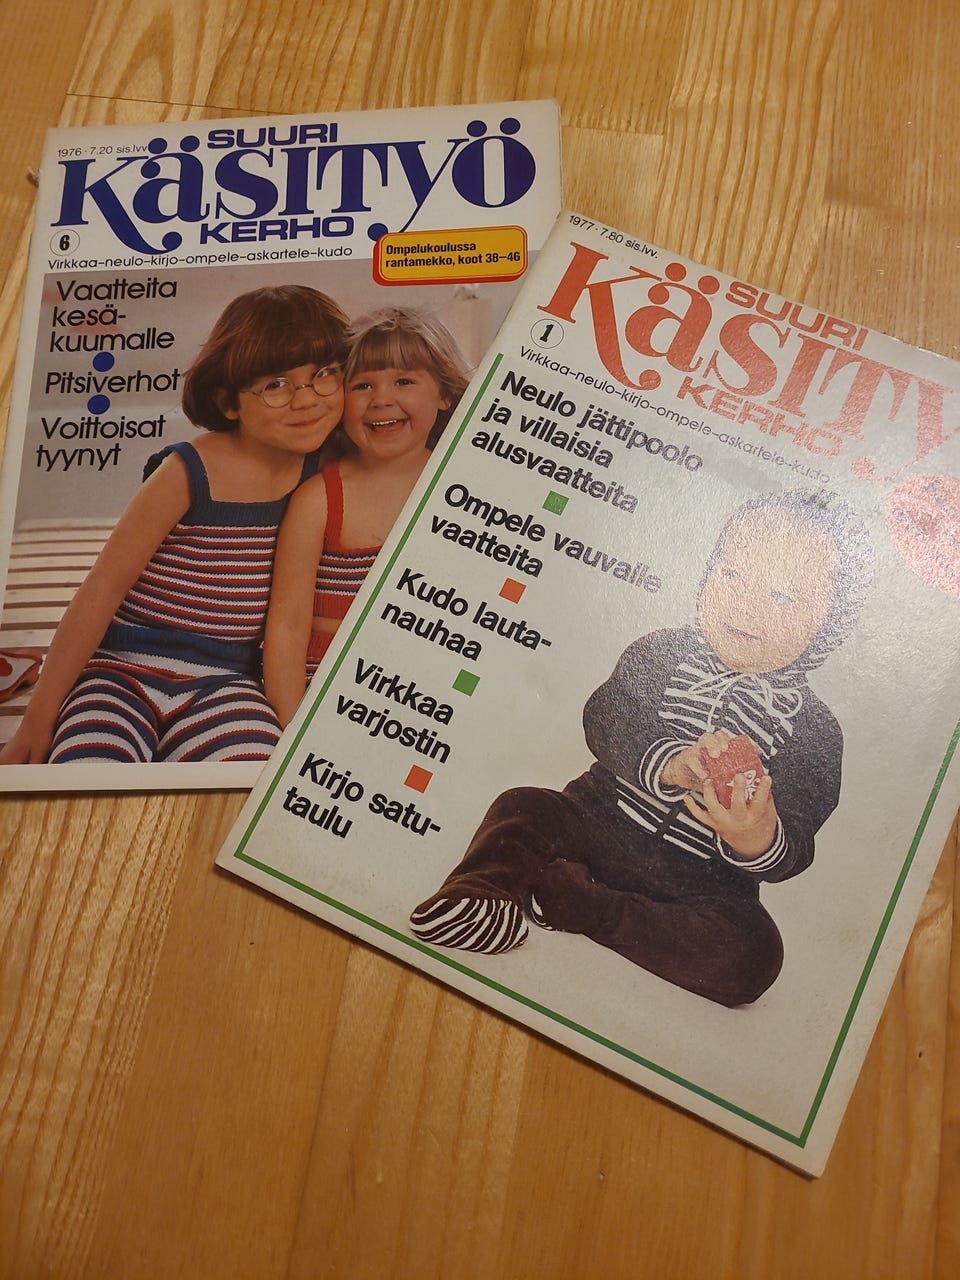 1976 · 7.20 sis.lvv
SUURI
KÄSITYÖ
KERHO
6
Virkkaa–neulo–kirjo–ompele–askartele–kudo
Ompelukoulussa
rantamekko, koot 38–46
Vaatteita
kesä-
kuumalle
Pitsiverhot
Voittoisat
tyynyt
1977 · 7.80 sis.lvv.
SUURI
KÄSITY
KERHO
1
Virkkaa–neulo–kirjo–ompele–askartele–kudo
Neulo jättipoolo
ja villaisia
alusvaatteita
Ompele vauvalle
vaatteita
Kudo lauta-
nauhaa
Virkkaa
varjostin
Kirjo satu-
taulu